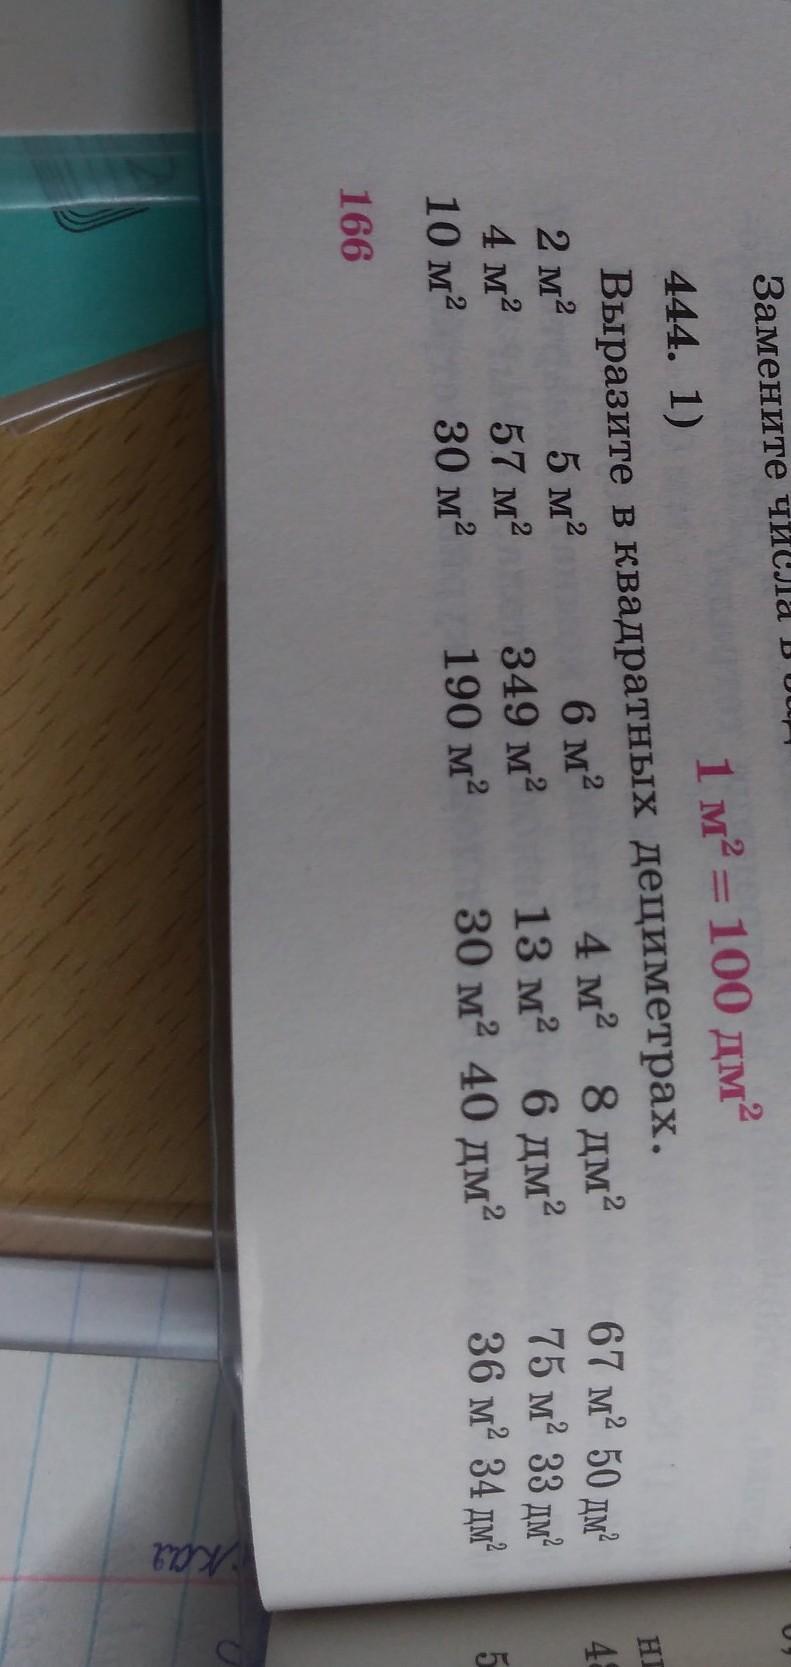 Замените числа в
1 м² = 100 дм²
444. 1)
Выразите в квадратных дециметрах.
2 м² 5 м² 6 м² 4 м² 8 дм² 67 м² 50 дм²
4 м² 57 м² 349 м² 13 м² 6 дм² 75 м² 33 дм²
10 м² 30 м² 190 м² 30 м² 40 дм² 36 м² 34 дм²
166